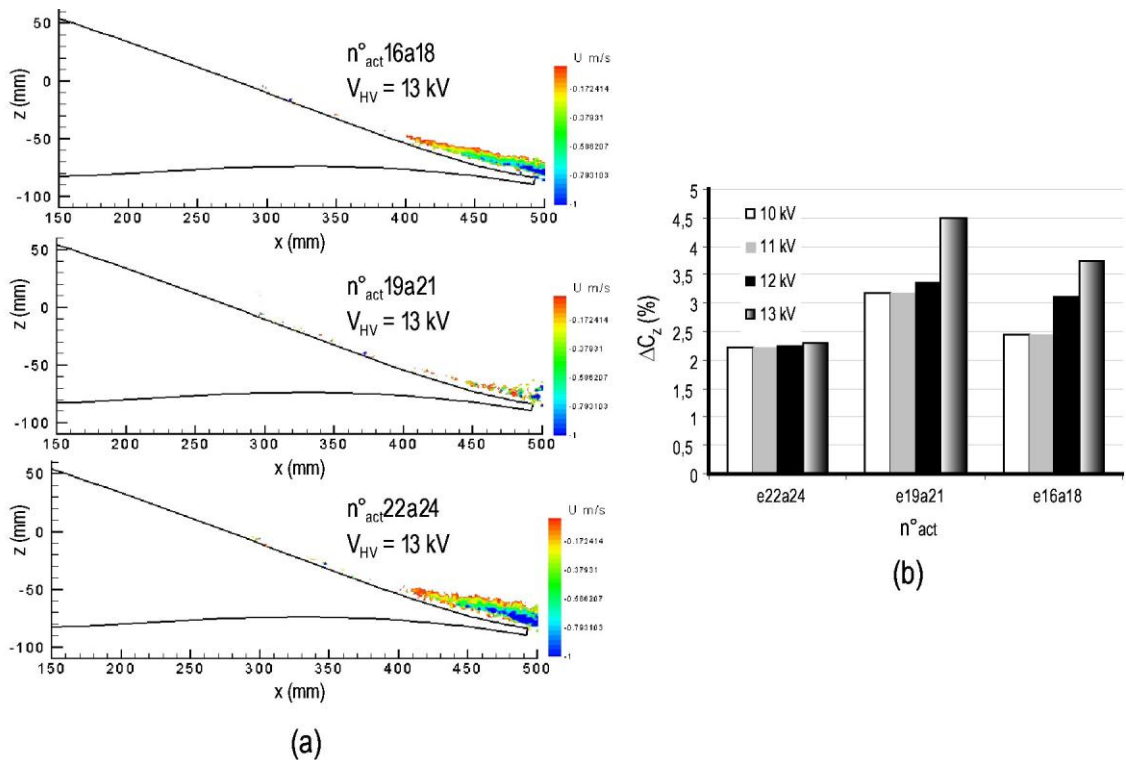 50
0
-50
-100
z (mm)
n°act16a18
VHV = 13 kV
U m/s
-0.172414
-0.37931
-0.586207
-0.793103
-1
150 200 250 300 350 400 450 500
x (mm)
50
0
-50
-100
z (mm)
n°act19a21
VHV = 13 kV
U m/s
-0.172414
-0.37931
-0.586207
-0.793103
-1
150 200 250 300 350 400 450 500
x (mm)
50
0
-50
-100
z (mm)
n°act22a24
VHV = 13 kV
U m/s
-0.172414
-0.37931
-0.586207
-0.793103
-1
150 200 250 300 350 400 450 500
x (mm)
(a)
5
4,5
4
3,5
3
2,5
2
1,5
1
0,5
0
ΔCz (%)
10 kV
11 kV
12 kV
13 kV
e22a24 e19a21 e16a18
n°act
(b)